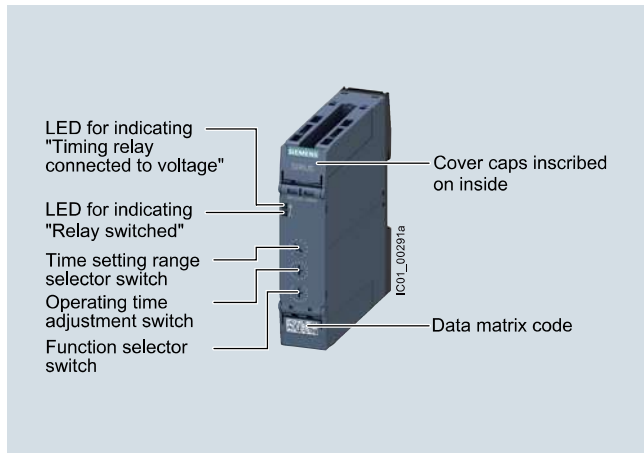 LED for indicating
"Timing relay
connected to voltage"
LED for indicating
"Relay switched"
Time setting range
selector switch
Operating time
adjustment switch
Function selector
switch
SIEMENS
SIRIUS
Cover caps inscribed
on inside
IC01_00291a
Data matrix code